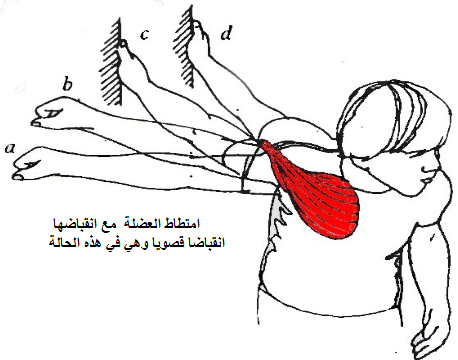 c
d
b
a
امتطاط العضلة مع انقباضها
انقباضا قصويا وهي في هذه الحالة